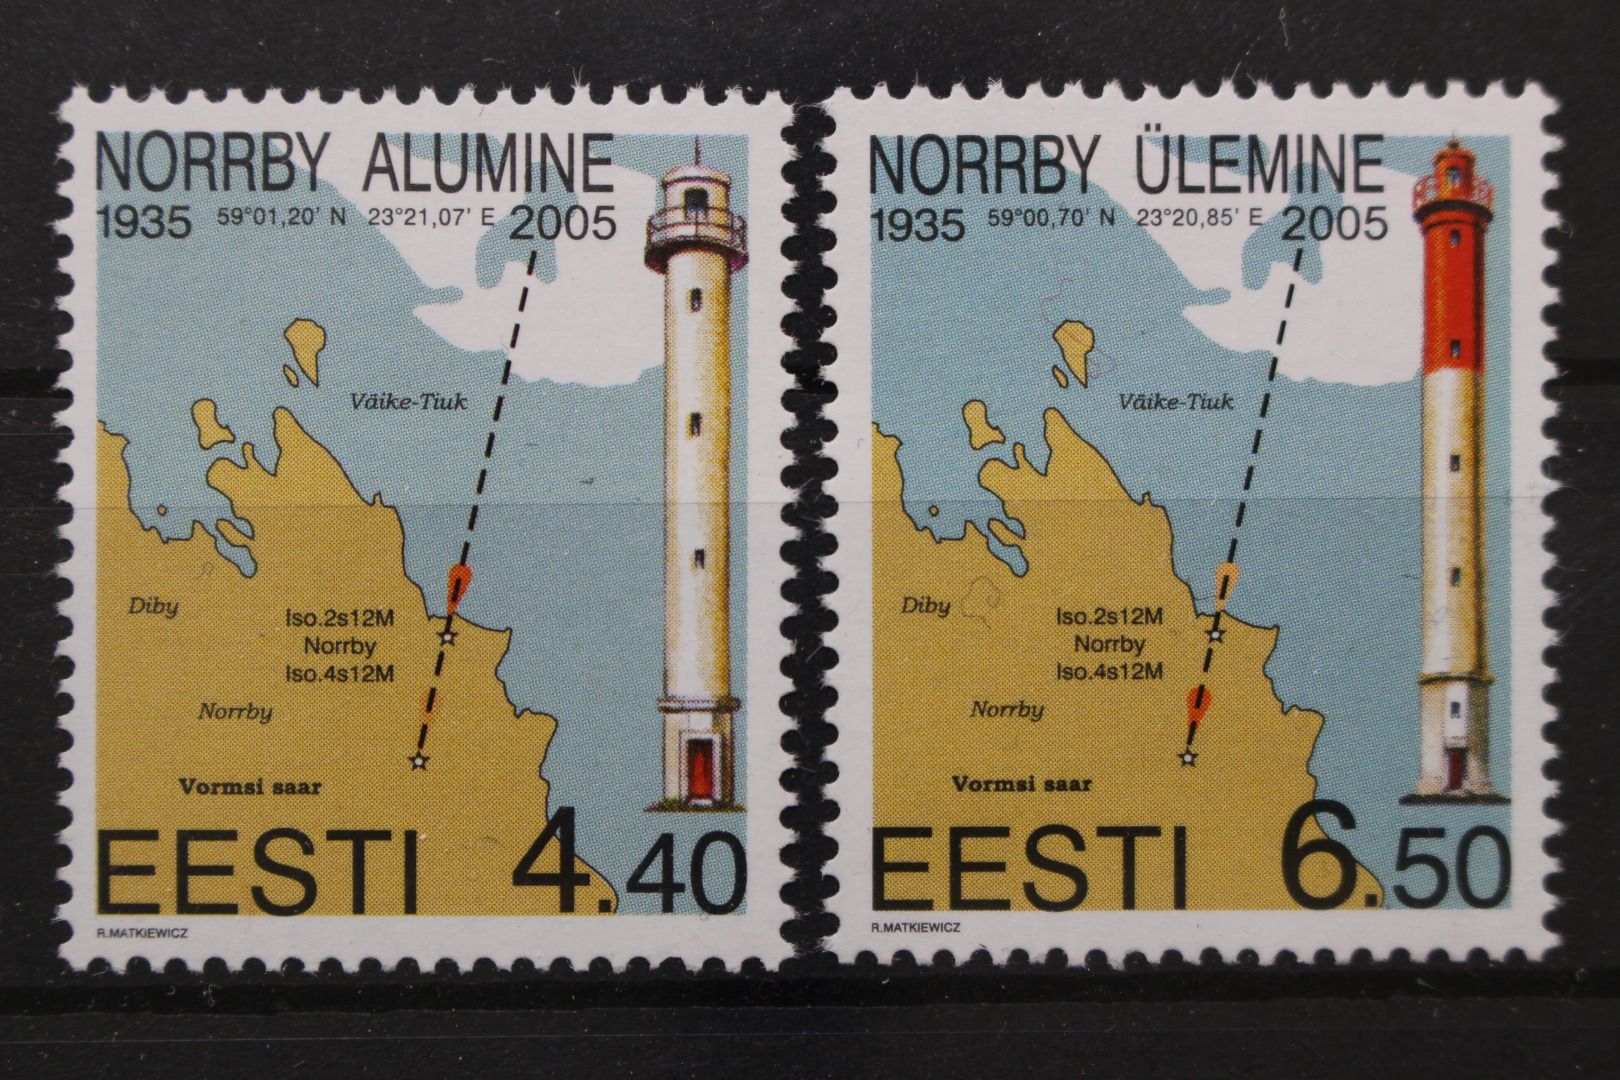 NORRBY ALUMINE
1935 59°01,20' N 23°21,07' E 2005
Väike-Tiuk
Diby
Iso.2s12M
Norrby
Iso.4s12M
Norrby
Vormsi saar
EESTI 4.40
R.MATKIEWICZ
NORRBY ÜLEMINE
1935 59°00,70' N 23°20,85' E 2005
Väike-Tiuk
Diby
Iso.2s12M
Norrby
Iso.4s12M
Norrby
Vormsi saar
EESTI 6.50
R.MATKIEWICZ